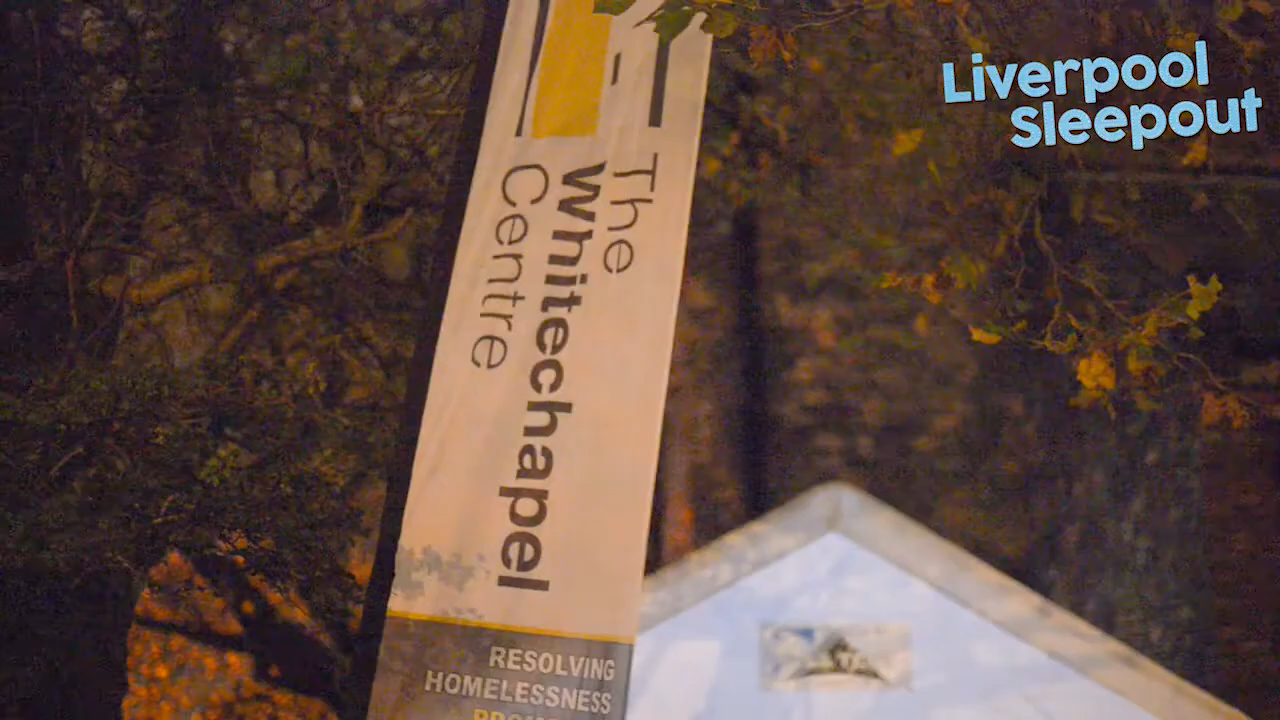 Liverpool
Sleepout
The
Whitechapel
Centre
RESOLVING
HOMELESSNESS